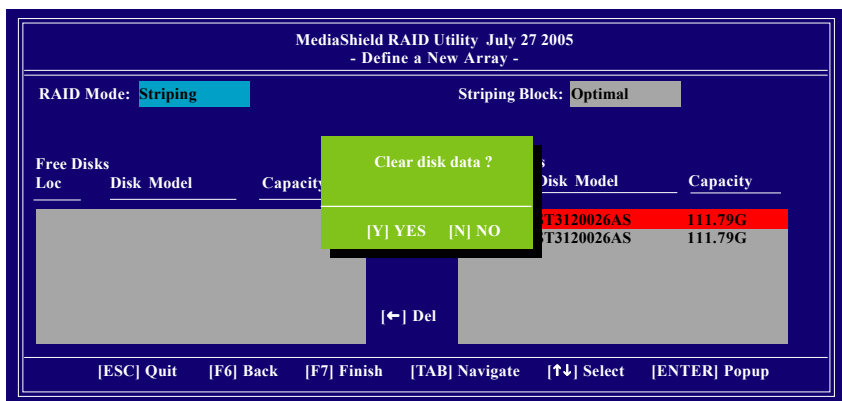 MediaShield RAID Utility July 27 2005
- Define a New Array -
RAID Mode: Striping
Striping Block: Optimal
Free Disks
Loc Disk Model Capacity
Disk Model Capacity
Clear disk data ?
[Y] YES [N] NO
ST3120026AS 111.79G
ST3120026AS 111.79G
[←] Del
[ESC] Quit [F6] Back [F7] Finish [TAB] Navigate [↑↓] Select [ENTER] Popup